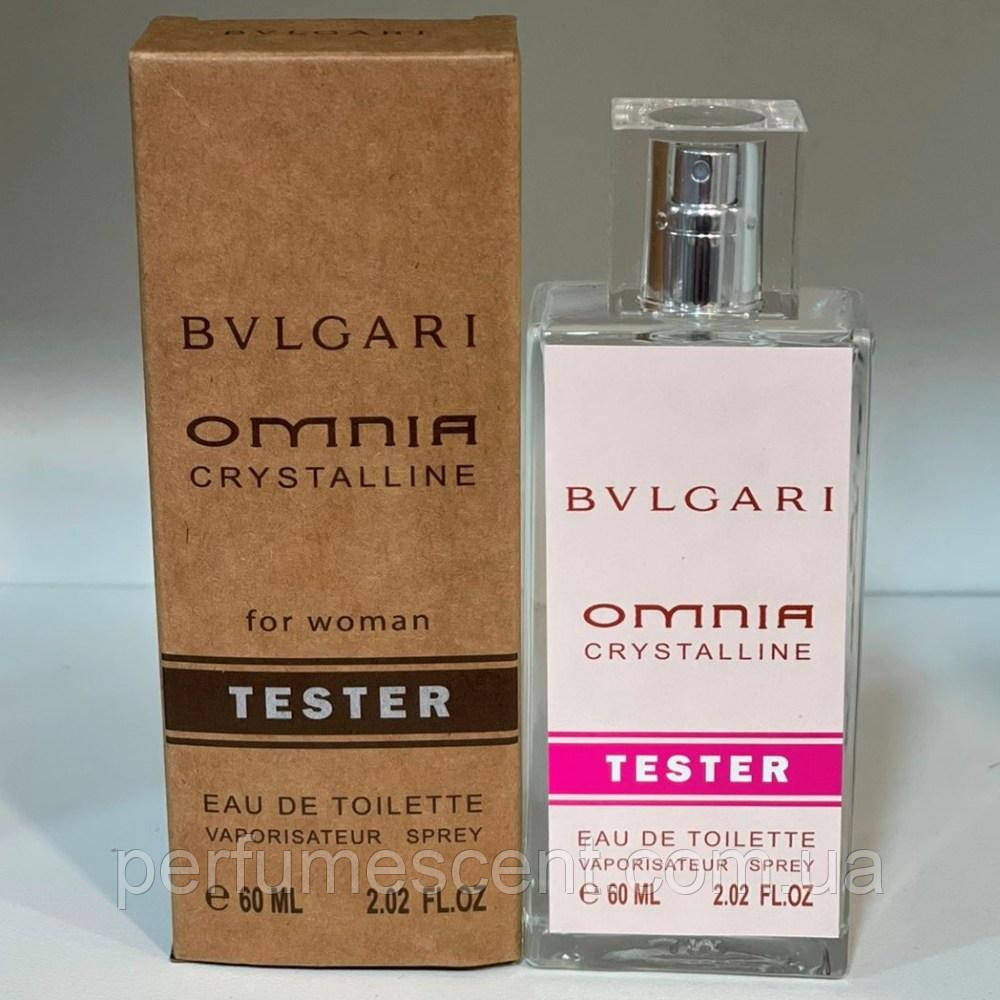 BVLGARI
BVLGARI
OMNIA
CRYSTALLINE
for woman
TESTER
EAU DE TOILETTE
VAPORISATEUR SPREY
℮ 60 ML 2.02 FL.OZ
BVLGARI
OMNIA
CRYSTALLINE
TESTER
EAU DE TOILETTE
VAPORISATEUR SPREY
℮ 60 ML 2.02 FL.OZ
perfumescent.com.ua